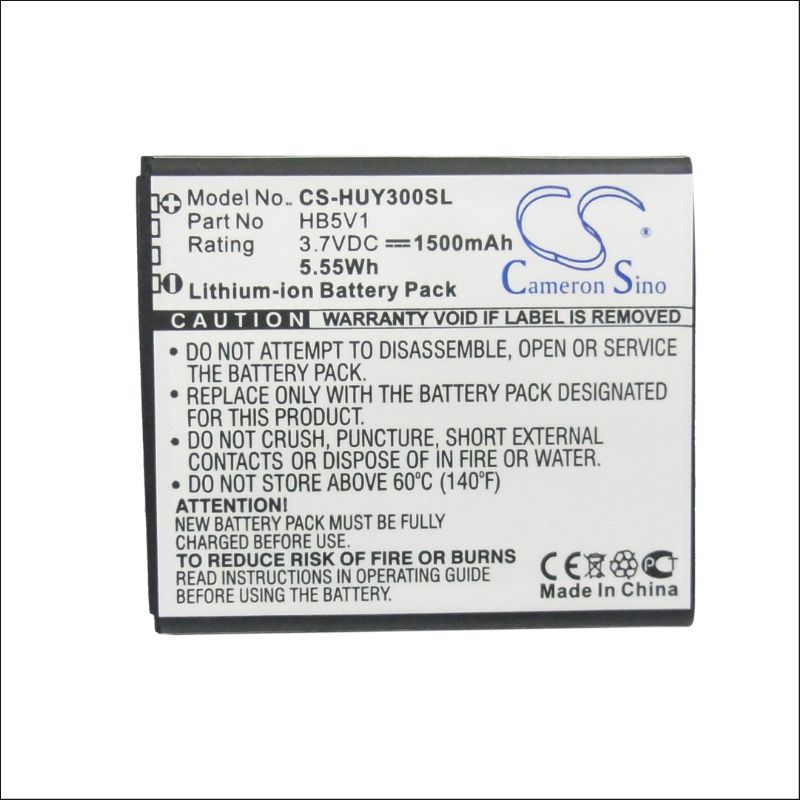 Model No. CS-HUY300SL
Part No HB5V1
Rating 3.7VDC 1500mAh
5.55Wh
Lithium-ion Battery Pack
CS ®
Cameron Sino
CAUTION WARRANTY VOID IF LABEL IS REMOVED
• DO NOT ATTEMPT TO DISASSEMBLE, OPEN OR SERVICE
THE BATTERY PACK.
• REPLACE ONLY WITH THE BATTERY PACK DESIGNATED
FOR THIS PRODUCT.
• DO NOT CRUSH, PUNCTURE, SHORT EXTERNAL
CONTACTS OR DISPOSE IN FIRE OR WATER.
• DO NOT STORE ABOVE 60℃ (140℉)
ATTENTION!
NEW BATTERY PACK MUST BE FULLY
CHARGED BEFORE USE.
TO REDUCE RISK OF FIRE OR BURNS
READ INSTRUCTIONS IN OPERATING GUIDE
BEFORE USE.
CE PCT
Made In China